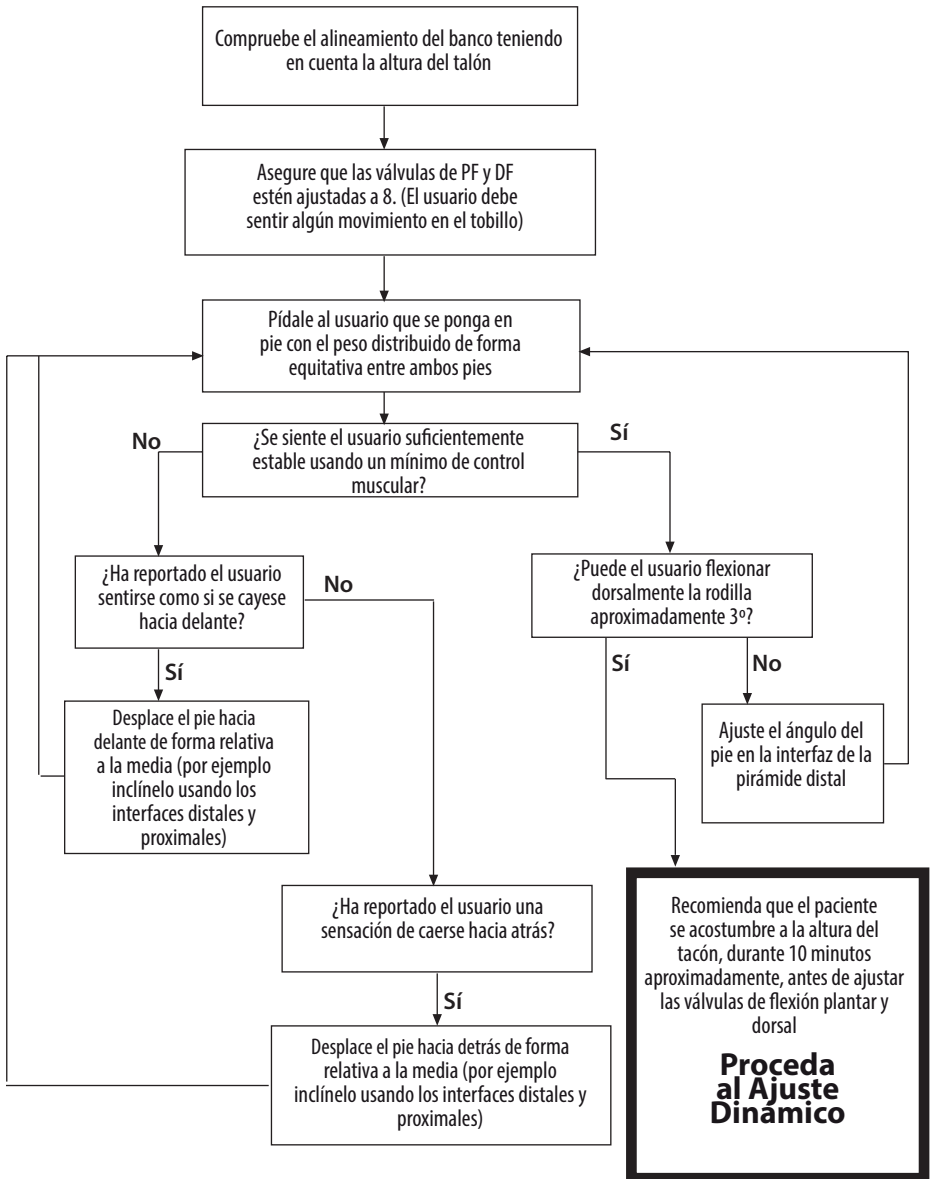 Compruebe el alineamiento del banco teniendo
en cuenta la altura del talón
Asegure que las válvulas de PF y DF
estén ajustadas a 8. (El usuario debe
sentir algún movimiento en el tobillo)
Pídale al usuario que se ponga en
pie con el peso distribuido de forma
equitativa entre ambos pies
No
¿Se siente el usuario suficientemente
estable usando un mínimo de control
muscular?
Sí
¿Ha reportado el usuario
sentirse como si se cayese
hacia delante?
No
¿Puede el usuario flexionar
dorsalmente la rodilla
aproximadamente 3º?
Sí
Sí
No
Desplace el pie hacia
delante de forma relativa
a la media (por ejemplo
inclínelo usando los
interfaces distales y
proximales)
Ajuste el ángulo del
pie en la interfaz de la
pirámide distal
¿Ha reportado el usuario una
sensación de caerse hacia atrás?
Sí
Desplace el pie hacia detrás de forma
relativa a la media (por ejemplo
inclínelo usando los interfaces distales y
proximales)
Recomienda que el paciente
se acostumbre a la altura del
tacón, durante 10 minutos
aproximadamente, antes de ajustar
las válvulas de flexión plantar y
dorsal
Proceda
al Ajuste
Dinámico